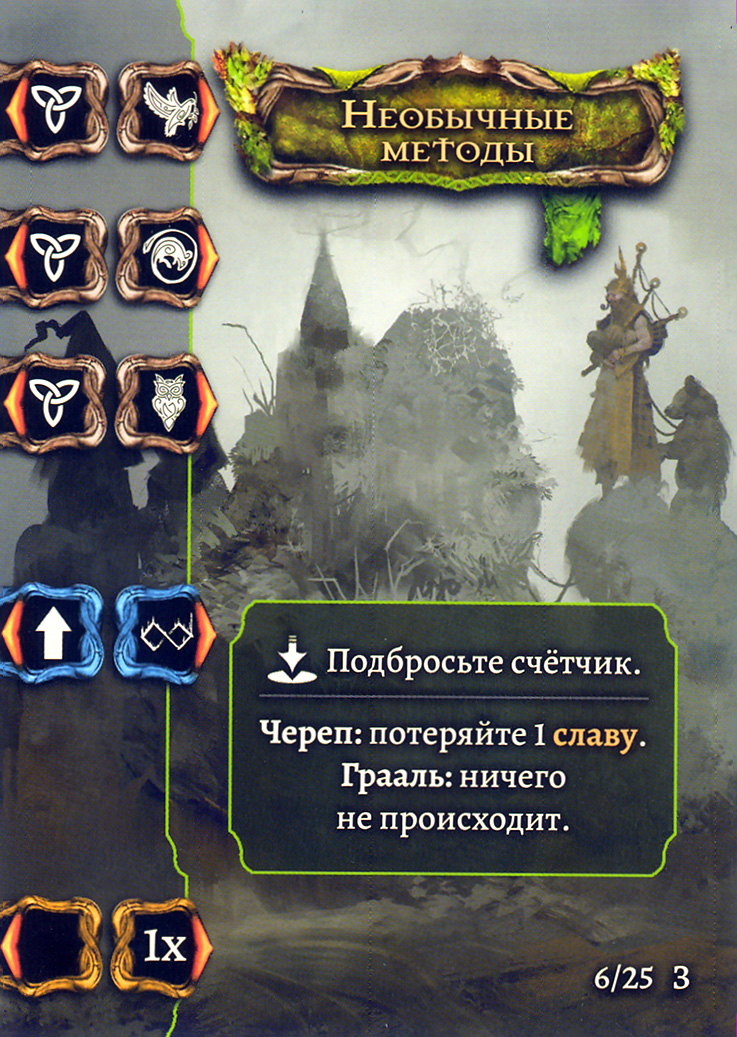 Необычные
методы
Подбросьте счётчик.
Череп: потеряйте 1 славу.
Грааль: ничего
не происходит.
1x
6/25 3